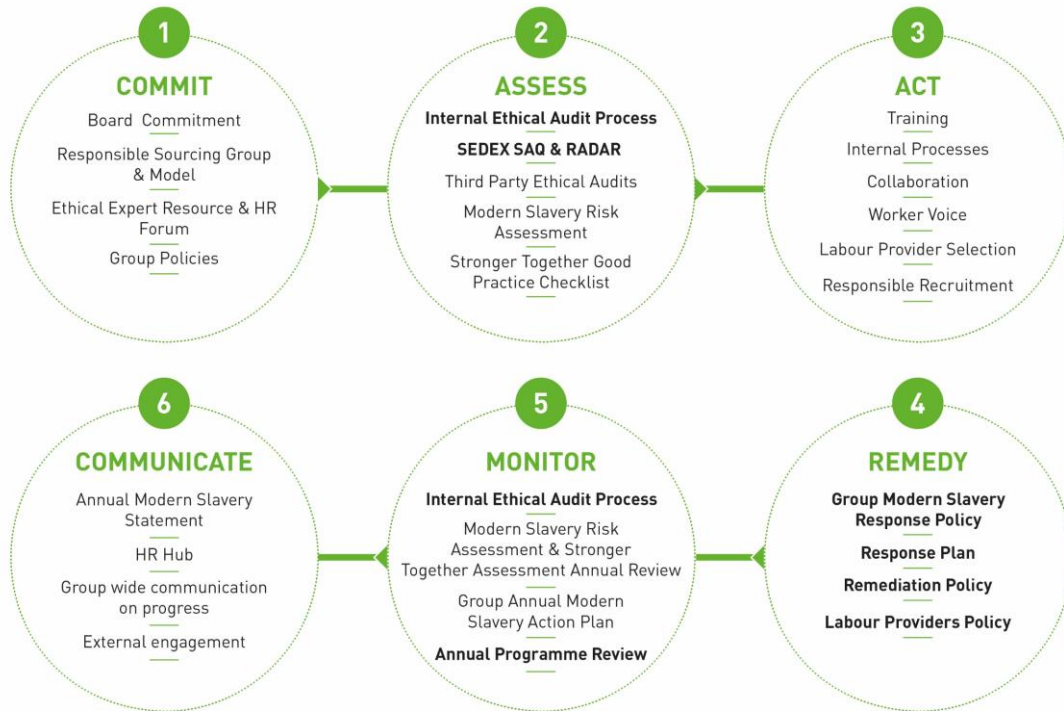 1
COMMIT
Board Commitment
Responsible Sourcing Group
& Model
Ethical Expert Resource & HR
Forum
Group Policies
2
ASSESS
Internal Ethical Audit Process
SEDEX SAQ & RADAR
Third Party Ethical Audits
Modern Slavery Risk
Assessment
Stronger Together Good
Practice Checklist
3
ACT
Training
Internal Processes
Collaboration
Worker Voice
Labour Provider Selection
Responsible Recruitment
6
COMMUNICATE
Annual Modern Slavery
Statement
HR Hub
Group wide communication
on progress
External engagement
5
MONITOR
Internal Ethical Audit Process
Modern Slavery Risk
Assessment & Stronger
Together Assessment Annual Review
Group Annual Modern
Slavery Action Plan
Annual Programme Review
4
REMEDY
Group Modern Slavery
Response Policy
Response Plan
Remediation Policy
Labour Providers Policy